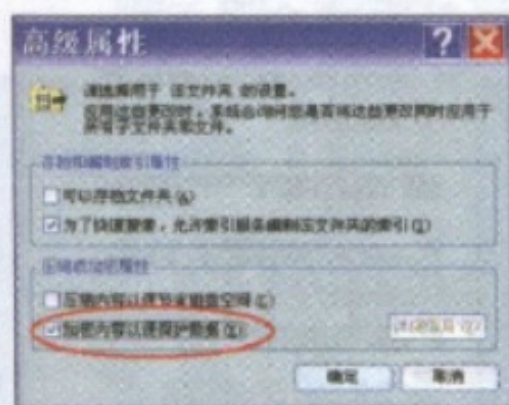 高级属性
请选择用于 该文件夹 的设置。
应用这些更改时，系统会询问您是否将这些更改同时应用于
所有子文件夹和文件。
存档和编制索引属性
可以存档文件夹(A)
为了快速搜索，允许索引服务编制该文件夹的索引(I)
压缩或加密属性
压缩内容以便节省磁盘空间(C)
加密内容以便保护数据(E)
详细信息(D)
确定
取消